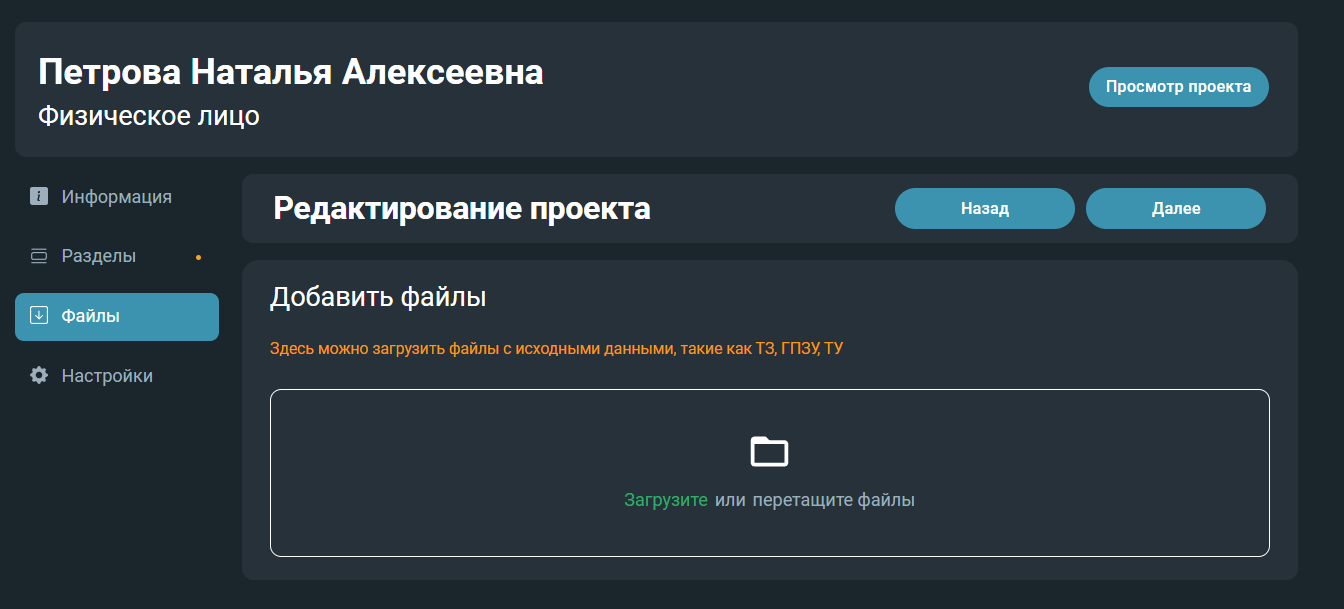 Петрова Наталья Алексеевна
Физическое лицо
Просмотр проекта
Информация
Разделы
Файлы
Настройки
Редактирование проекта
Назад
Далее
Добавить файлы
Здесь можно загрузить файлы с исходными данными, такие как ТЗ, ГПЗУ, ТУ
Загрузите или перетащите файлы